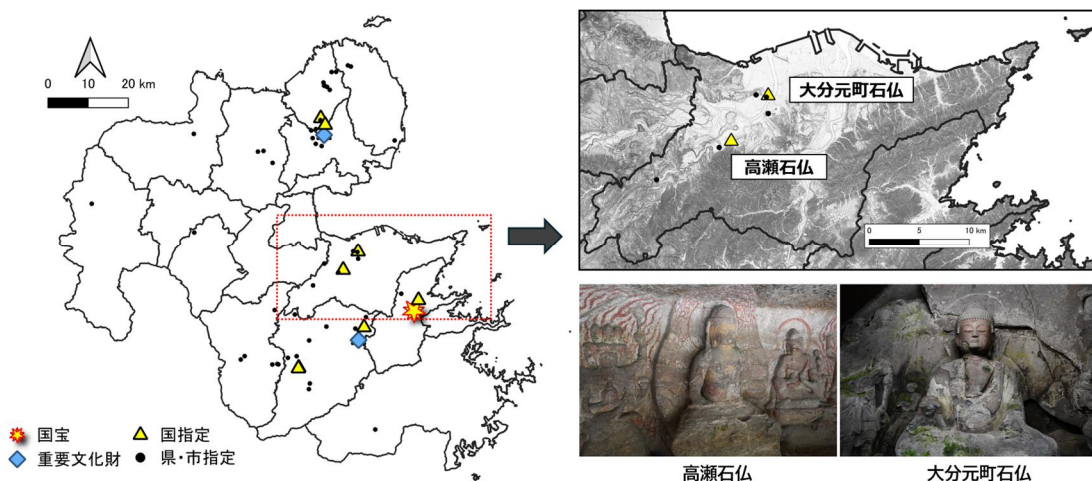 0 10 20 km
国宝
重要文化財
国指定
県・市指定
大分元町石仏
高瀬石仏
0 5 10 km
高瀬石仏
大分元町石仏